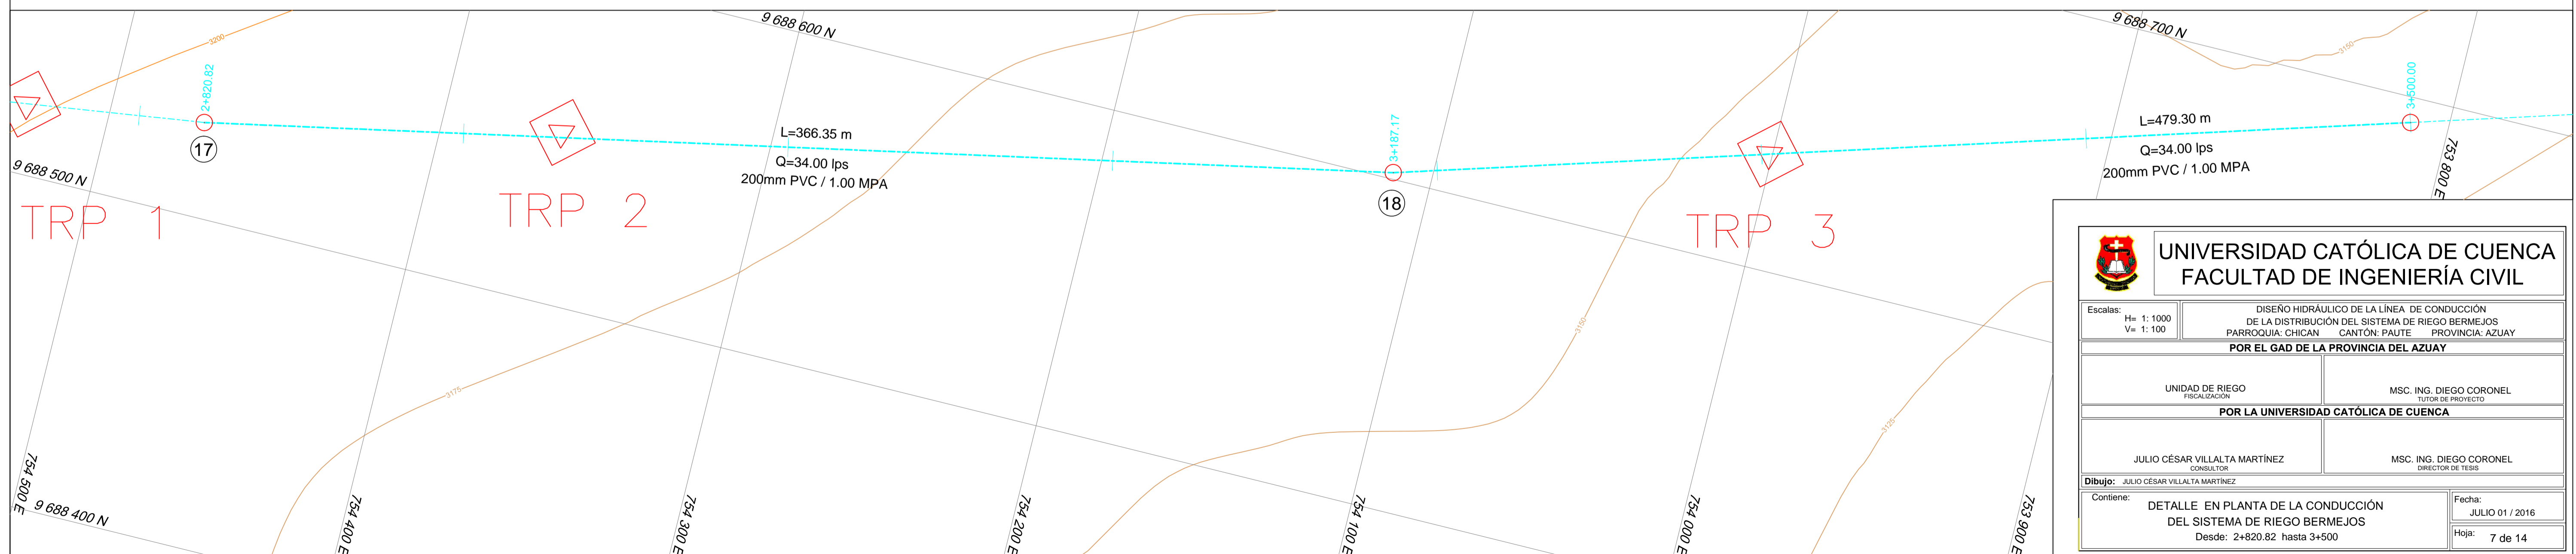 9 688 600 N
9 688 700 N
3200
3150
2+820.82
17
L=366.35 m
Q=34.00 lps
200mm PVC / 1.00 MPA
3+187.17
18
L=479.30 m
Q=34.00 lps
200mm PVC / 1.00 MPA
3+500.00
753 800 E
9 688 500 N
TRP 1
TRP 2
TRP 3
3150
3175
3125
754 500 E
9 688 400 N
754 400 E
754 300 E
754 200 E
754 100 E
754 000 E
753 900 E
UNIVERSIDAD CATÓLICA DE CUENCA
FACULTAD DE INGENIERÍA CIVIL
Escalas:
H= 1: 1000
V= 1: 100
DISEÑO HIDRÁULICO DE LA LÍNEA DE CONDUCCIÓN
DE LA DISTRIBUCIÓN DEL SISTEMA DE RIEGO BERMEJOS
PARROQUIA: CHICAN CANTÓN: PAUTE PROVINCIA: AZUAY
POR EL GAD DE LA PROVINCIA DEL AZUAY
UNIDAD DE RIEGO
FISCALIZACIÓN
MSC. ING. DIEGO CORONEL
TUTOR DE PROYECTO
POR LA UNIVERSIDAD CATÓLICA DE CUENCA
JULIO CÉSAR VILLALTA MARTÍNEZ
CONSULTOR
MSC. ING. DIEGO CORONEL
DIRECTOR DE TESIS
Dibujo: JULIO CÉSAR VILLALTA MARTÍNEZ
Contiene:
DETALLE EN PLANTA DE LA CONDUCCIÓN
DEL SISTEMA DE RIEGO BERMEJOS
Desde: 2+820.82 hasta 3+500
Fecha:
JULIO 01 / 2016
Hoja: 7 de 14